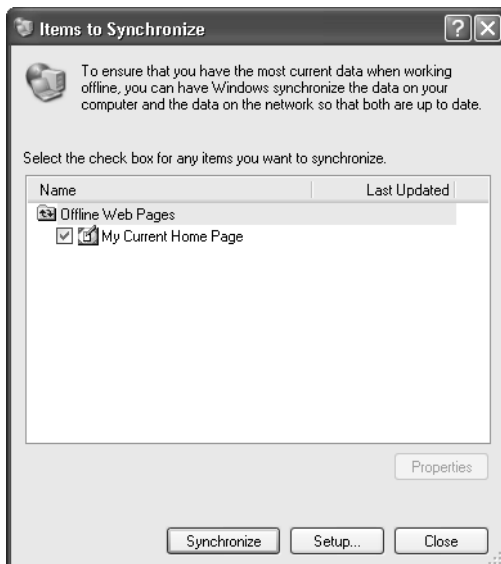 Items to Synchronize
?
X
To ensure that you have the most current data when working
offline, you can have Windows synchronize the data on your
computer and the data on the network so that both are up to date.
Select the check box for any items you want to synchronize.
Name Last Updated
Offline Web Pages
My Current Home Page
Properties
Synchronize Setup... Close